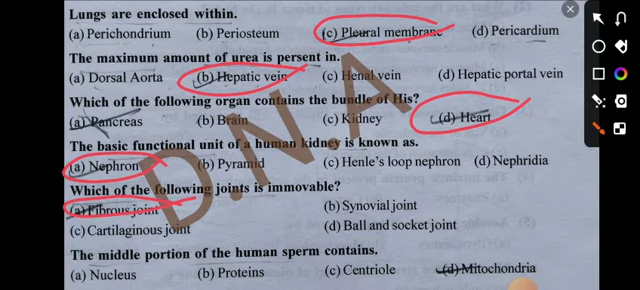 Lungs are enclosed within.
(a) Perichondrium (b) Periosteum (c) Pleural membrane (d) Pericardium
The maximum amount of urea is persent in.
(a) Dorsal Aorta (b) Hepatic vein (c) Henal vein (d) Hepatic portal vein
Which of the following organ contains the bundle of His?
(a) Pancreas (b) Brain (c) Kidney (d) Heart
The basic functional unit of a human kidney is known as.
(a) Nephron (b) Pyramid (c) Henle's loop nephron (d) Nephridia
Which of the following joints is immovable?
(a) Fibrous joint (b) Synovial joint
(c) Cartilaginous joint (d) Ball and socket joint
The middle portion of the human sperm contains.
(a) Nucleus (b) Proteins (c) Centriole (d) Mitochondria
D.N.A